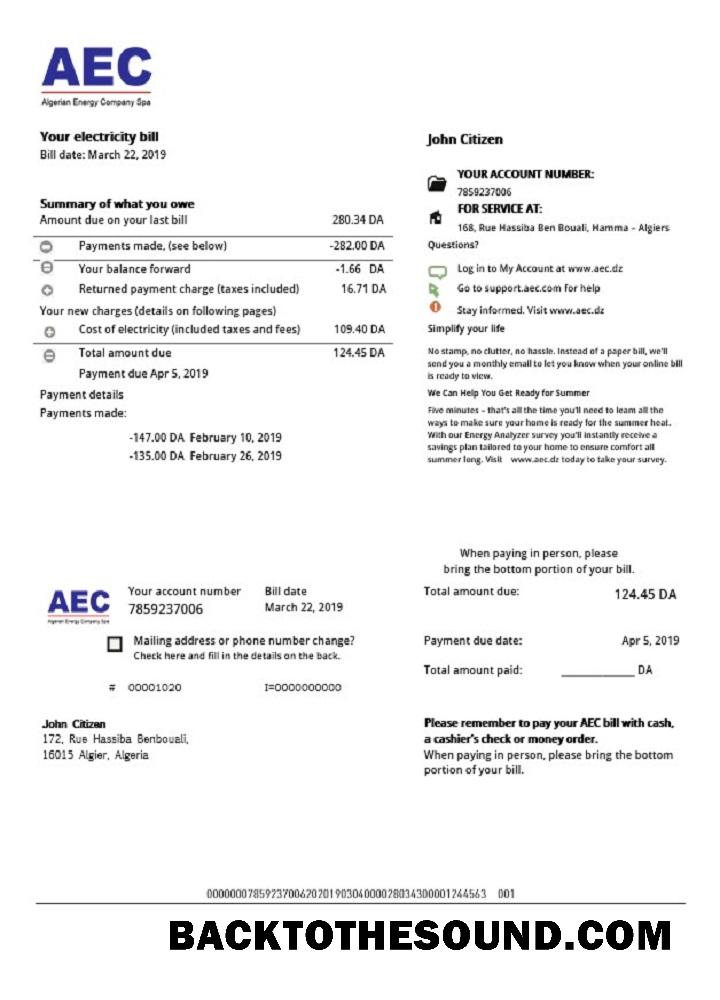 AEC
Algerian Energy Company Spa
Your electricity bill
Bill date: March 22, 2019
Summary of what you owe
Amount due on your last bill 280.34 DA
Payments made, (see below) -282.00 DA
Your balance forward -1.66 DA
Returned payment charge (taxes included) 16.71 DA
Your new charges (details on following pages)
Cost of electricity (included taxes and fees) 109.40 DA
Total amount due 124.45 DA
Payment due Apr 5, 2019
Payment details
Payments made:
-147.00 DA February 10, 2019
-135.00 DA February 26, 2019
John Citizen
YOUR ACCOUNT NUMBER:
7859237006
FOR SERVICE AT:
168, Rue Hassiba Ben Bouali, Hamma - Algiers
Questions?
Log in to My Account at www.aec.dz
Go to support.aec.com for help
Stay informed. Visit www.aec.dz
Simplify your life
No stamp, no clutter, no hassle. Instead of a paper bill, we'll
send you a monthly email to let you know when your online bill
is ready to view.
We Can Help You Get Ready for Summer
Five minutes - that's all the time you'll need to learn all the
ways to make sure your home is ready for the summer heat.
With our Energy Analyzer survey you'll instantly receive a
savings plan tailored to your home to ensure comfort all
summer long. Visit www.aec.dz today to take your survey.
When paying in person, please
bring the bottom portion of your bill.
AEC
Algerian Energy Company Spa
Your account number Bill date
7859237006 March 22, 2019
Mailing address or phone number change?
Check here and fill in the details on the back.
# 00001020 I=0000000000
Total amount due: 124.45 DA
Payment due date: Apr 5, 2019
Total amount paid: ____________ DA
John Citizen
172, Rue Hassiba Benbouali,
16015 Algier, Algeria
Please remember to pay your AEC bill with cash,
a cashier's check or money order.
When paying in person, please bring the bottom
portion of your bill.
000000078592370062020190304000028034300001244563 001
BACKTOTHESOUND.COM